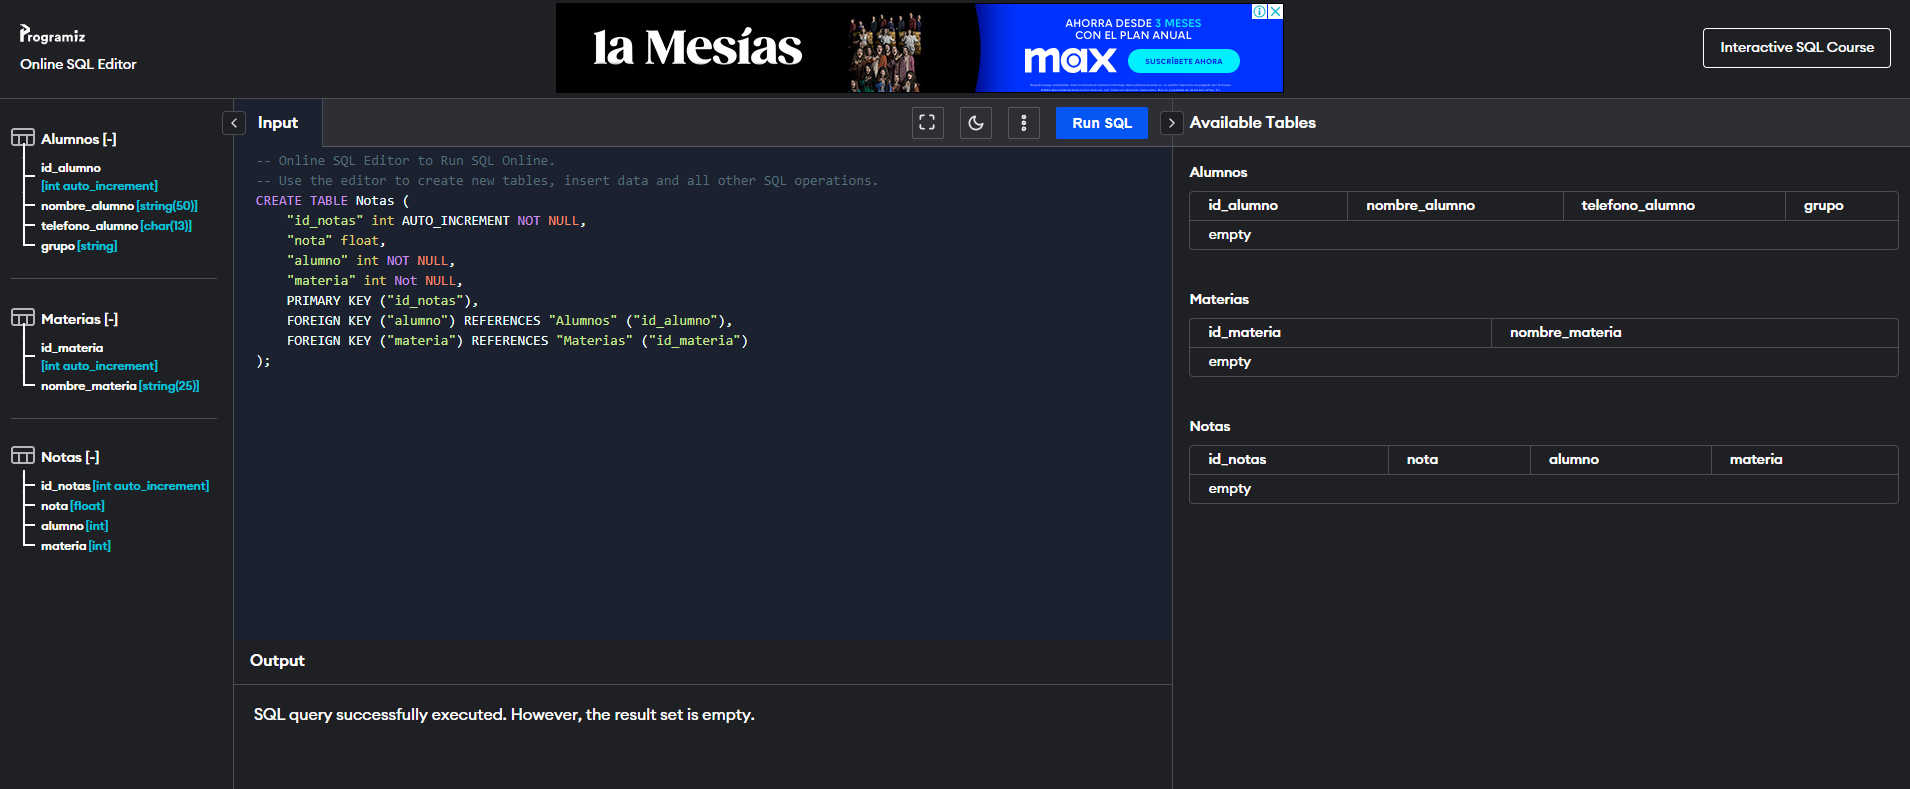 Programiz
Online SQL Editor
la Mesías
AHORRA DESDE 3 MESES
CON EL PLAN ANUAL
max
SUSCRÍBETE AHORA
Interactive SQL Course
Alumnos [-]
id_alumno
[int auto_increment]
nombre_alumno [string(50)]
telefono_alumno [char(13)]
grupo [string]
Materias [-]
id_materia
[int auto_increment]
nombre_materia [string(25)]
Notas [-]
id_notas [int auto_increment]
nota [float]
alumno [int]
materia [int]
Input
Run SQL
-- Online SQL Editor to Run SQL Online.
-- Use the editor to create new tables, insert data and all other SQL operations.
CREATE TABLE Notas (
"id_notas" int AUTO_INCREMENT NOT NULL,
"nota" float,
"alumno" int NOT NULL,
"materia" int Not NULL,
PRIMARY KEY ("id_notas"),
FOREIGN KEY ("alumno") REFERENCES "Alumnos" ("id_alumno"),
FOREIGN KEY ("materia") REFERENCES "Materias" ("id_materia")
);
Output
SQL query successfully executed. However, the result set is empty.
Available Tables
Alumnos
id_alumno nombre_alumno telefono_alumno grupo
empty
Materias
id_materia nombre_materia
empty
Notas
id_notas nota alumno materia
empty